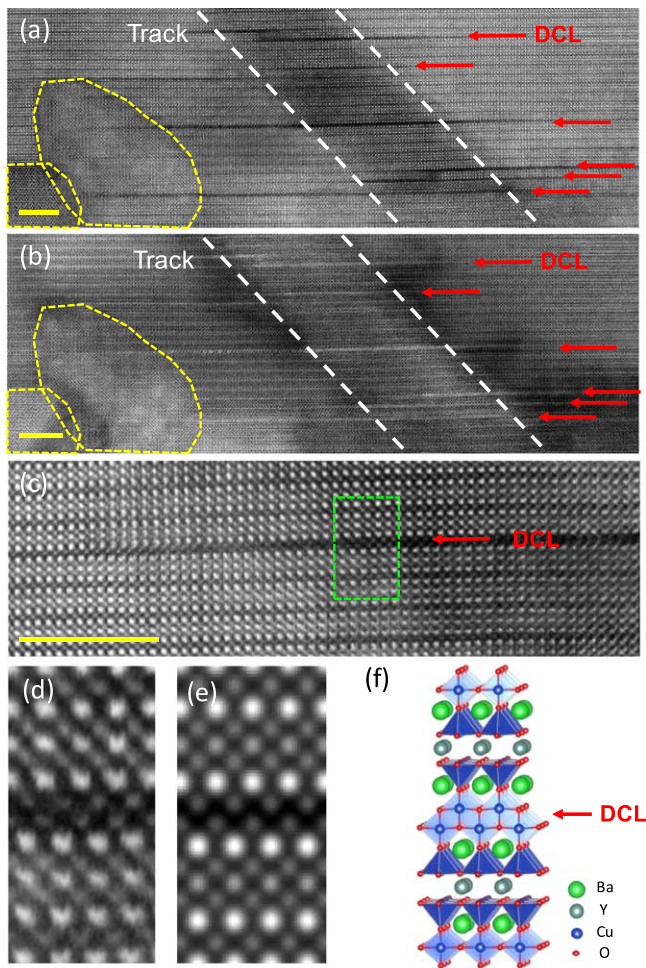 (a)
Track
DCL
(b)
Track
DCL
(c)
DCL
(d)
(e)
(f)
DCL
Ba
Y
Cu
O